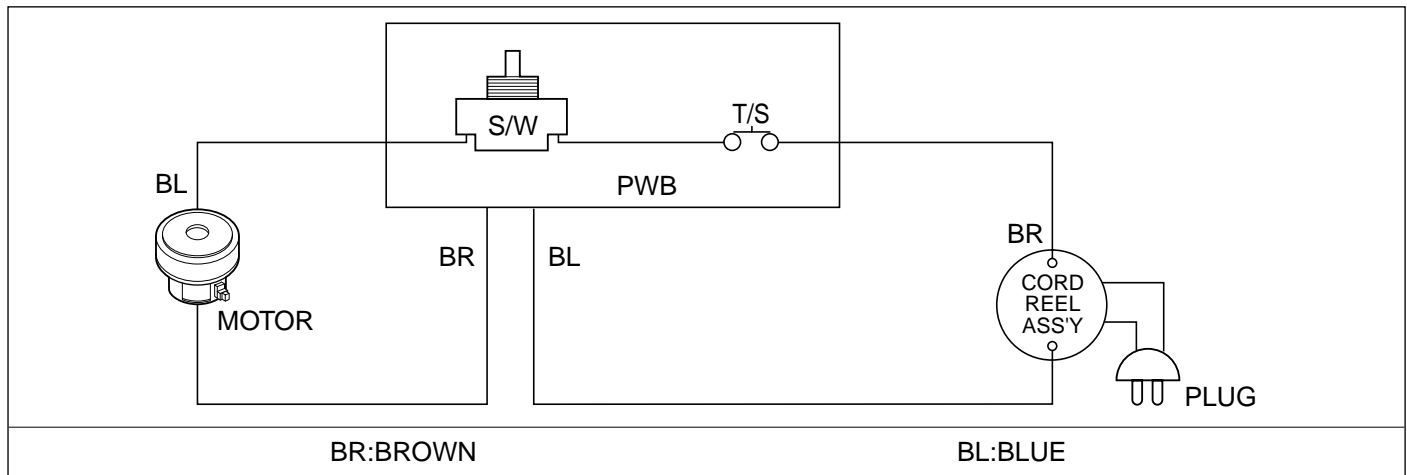 S/W
T/S
PWB
BL
BR
BL
BR
MOTOR
CORD
REEL
ASS'Y
PLUG
BR:BROWN
BL:BLUE